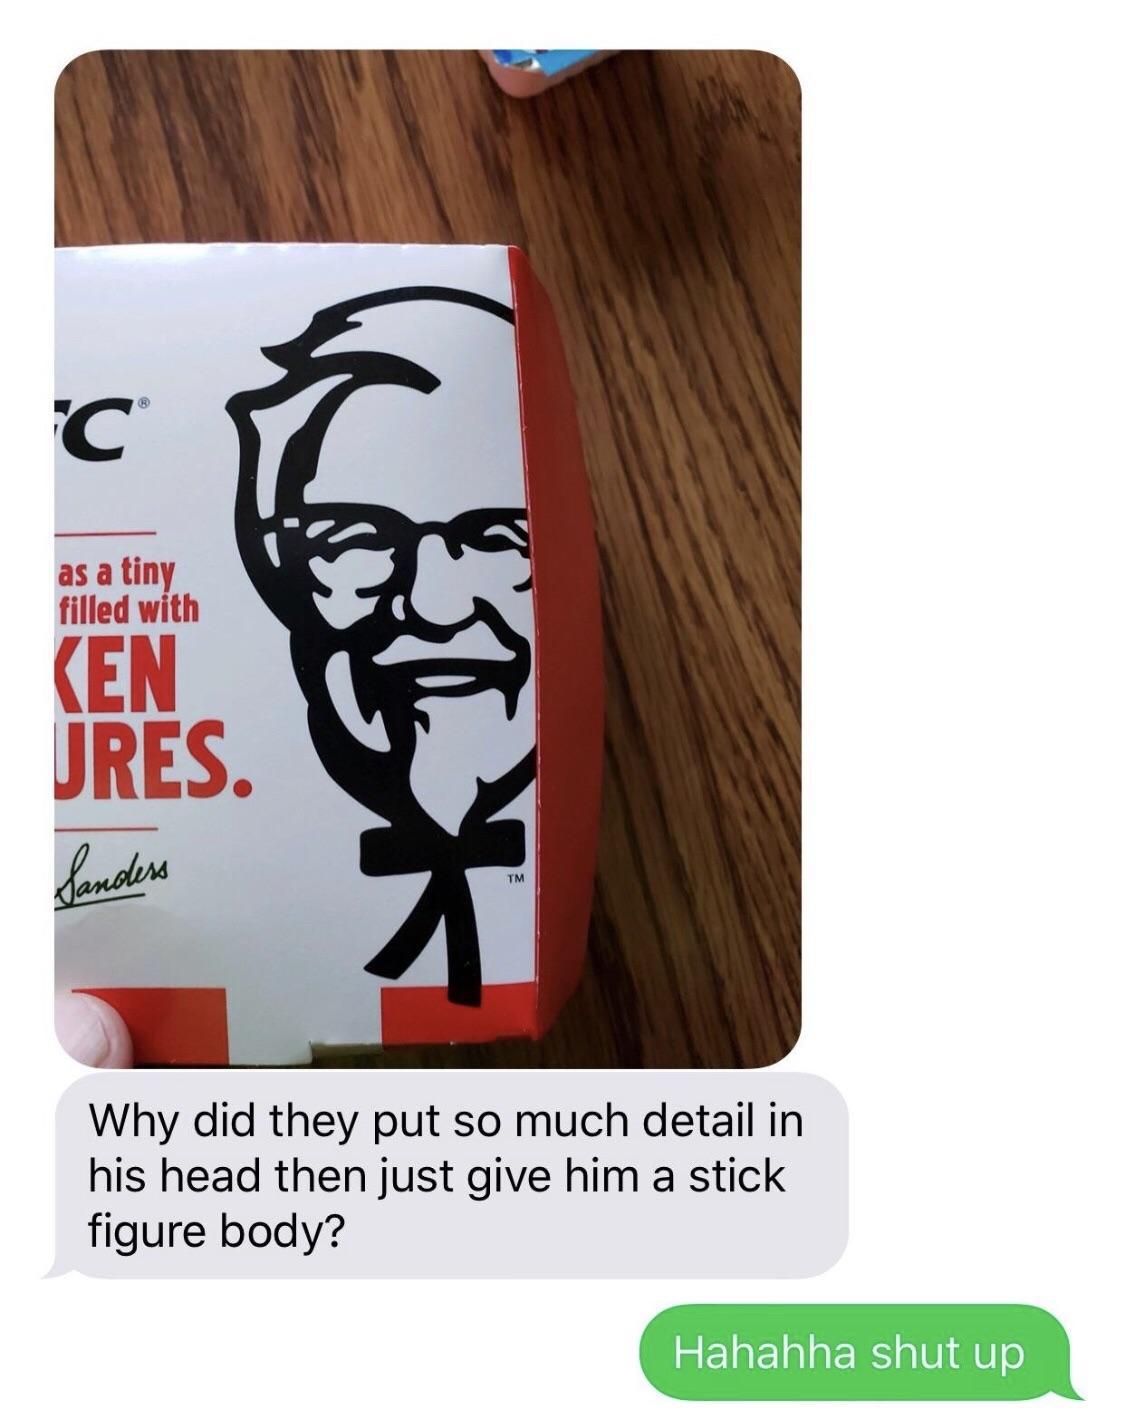 FC®
as a tiny
filled with
KEN
URES.
Sanders
TM
Why did they put so much detail in
his head then just give him a stick
figure body?
Hahahha shut up